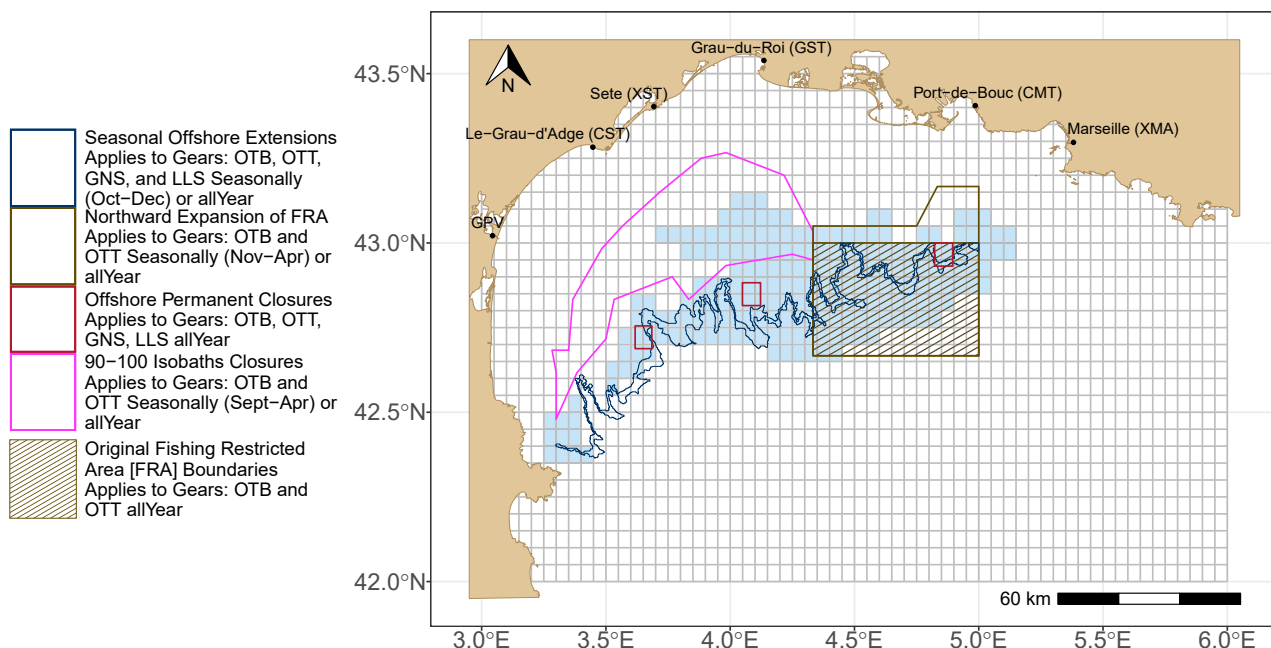 Seasonal Offshore Extensions
Applies to Gears: OTB, OTT,
GNS, and LLS Seasonally
(Oct−Dec) or allYear
Northward Expansion of FRA
Applies to Gears: OTB and
OTT Seasonally (Nov−Apr) or
allYear
Offshore Permanent Closures
Applies to Gears: OTB, OTT,
GNS, LLS allYear
90−100 Isobaths Closures
Applies to Gears: OTB and
OTT Seasonally (Sept−Apr) or
allYear
Original Fishing Restricted
Area [FRA] Boundaries
Applies to Gears: OTB and
OTT allYear
43.5°N
43.0°N
42.5°N
42.0°N
N
Grau−du−Roi (GST)
Sete (XST)
Port−de−Bouc (CMT)
Le−Grau−d'Adge (CST)
Marseille (XMA)
GPV
60 km
3.0°E 3.5°E 4.0°E 4.5°E 5.0°E 5.5°E 6.0°E